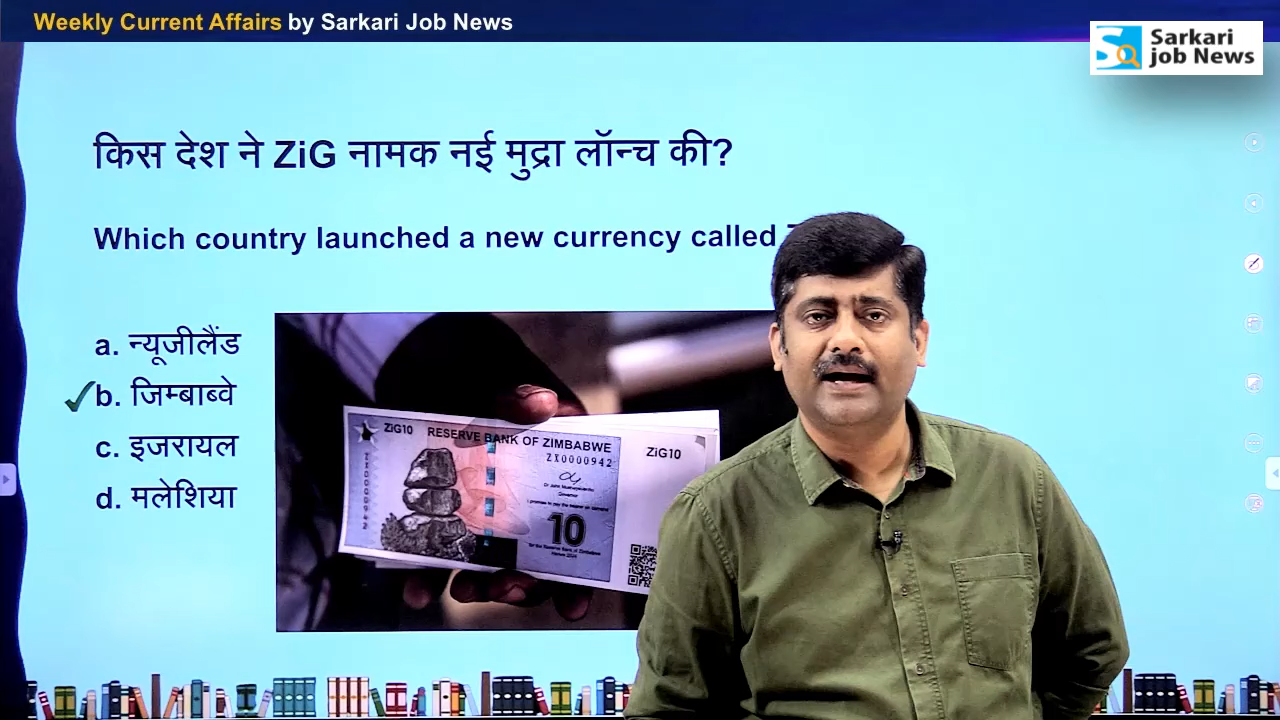 Weekly Current Affairs by Sarkari Job News
Sarkari
Job News
किस देश ने ZiG नामक नई मुद्रा लॉन्च की?
Which country launched a new currency called
a. न्यूजीलैंड
b. जिम्बाब्वे
c. इजरायल
d. मलेशिया
ZiG10 RESERVE BANK OF ZIMBABWE ZiG10
ZX0000942
10